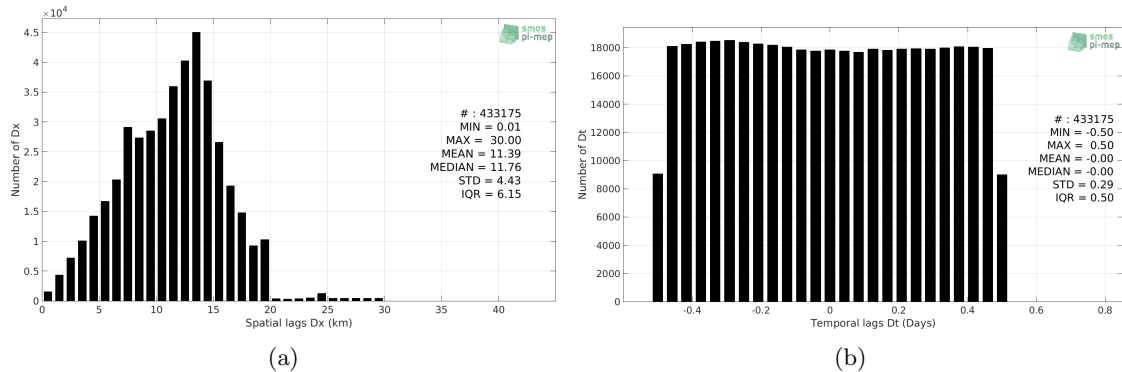 ×10⁴
4.5
4
3.5
3
2.5
2
1.5
1
0.5
0
Number of Dx
0 5 10 15 20 25 30 35 40
Spatial lags Dx (km)
smos
pi-mep
# : 433175
MIN = 0.01
MAX = 30.00
MEAN = 11.39
MEDIAN = 11.76
STD = 4.43
IQR = 6.15
(a)
18000
16000
14000
12000
10000
8000
6000
4000
2000
0
Number of Dt
-0.4 -0.2 0 0.2 0.4 0.6 0.8
Temporal lags Dt (Days)
smos
pi-mep
# : 433175
MIN = -0.50
MAX = 0.50
MEAN = -0.00
MEDIAN = -0.00
STD = 0.29
IQR = 0.50
(b)